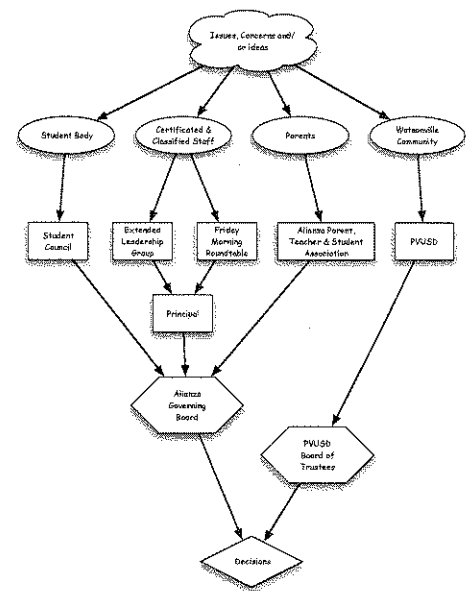 Issues, Concerns and/
or ideas
Student Body
Certificated &
Classified Staff
Parents
Watsonville
Community
Student
Council
Extended
Leadership
Group
Friday
Morning
Roundtable
Alianza Parent,
Teacher & Student
Association
PVUSD
Principal
Alianza
Governing
Board
PVUSD
Board of
Trustees
Decisions